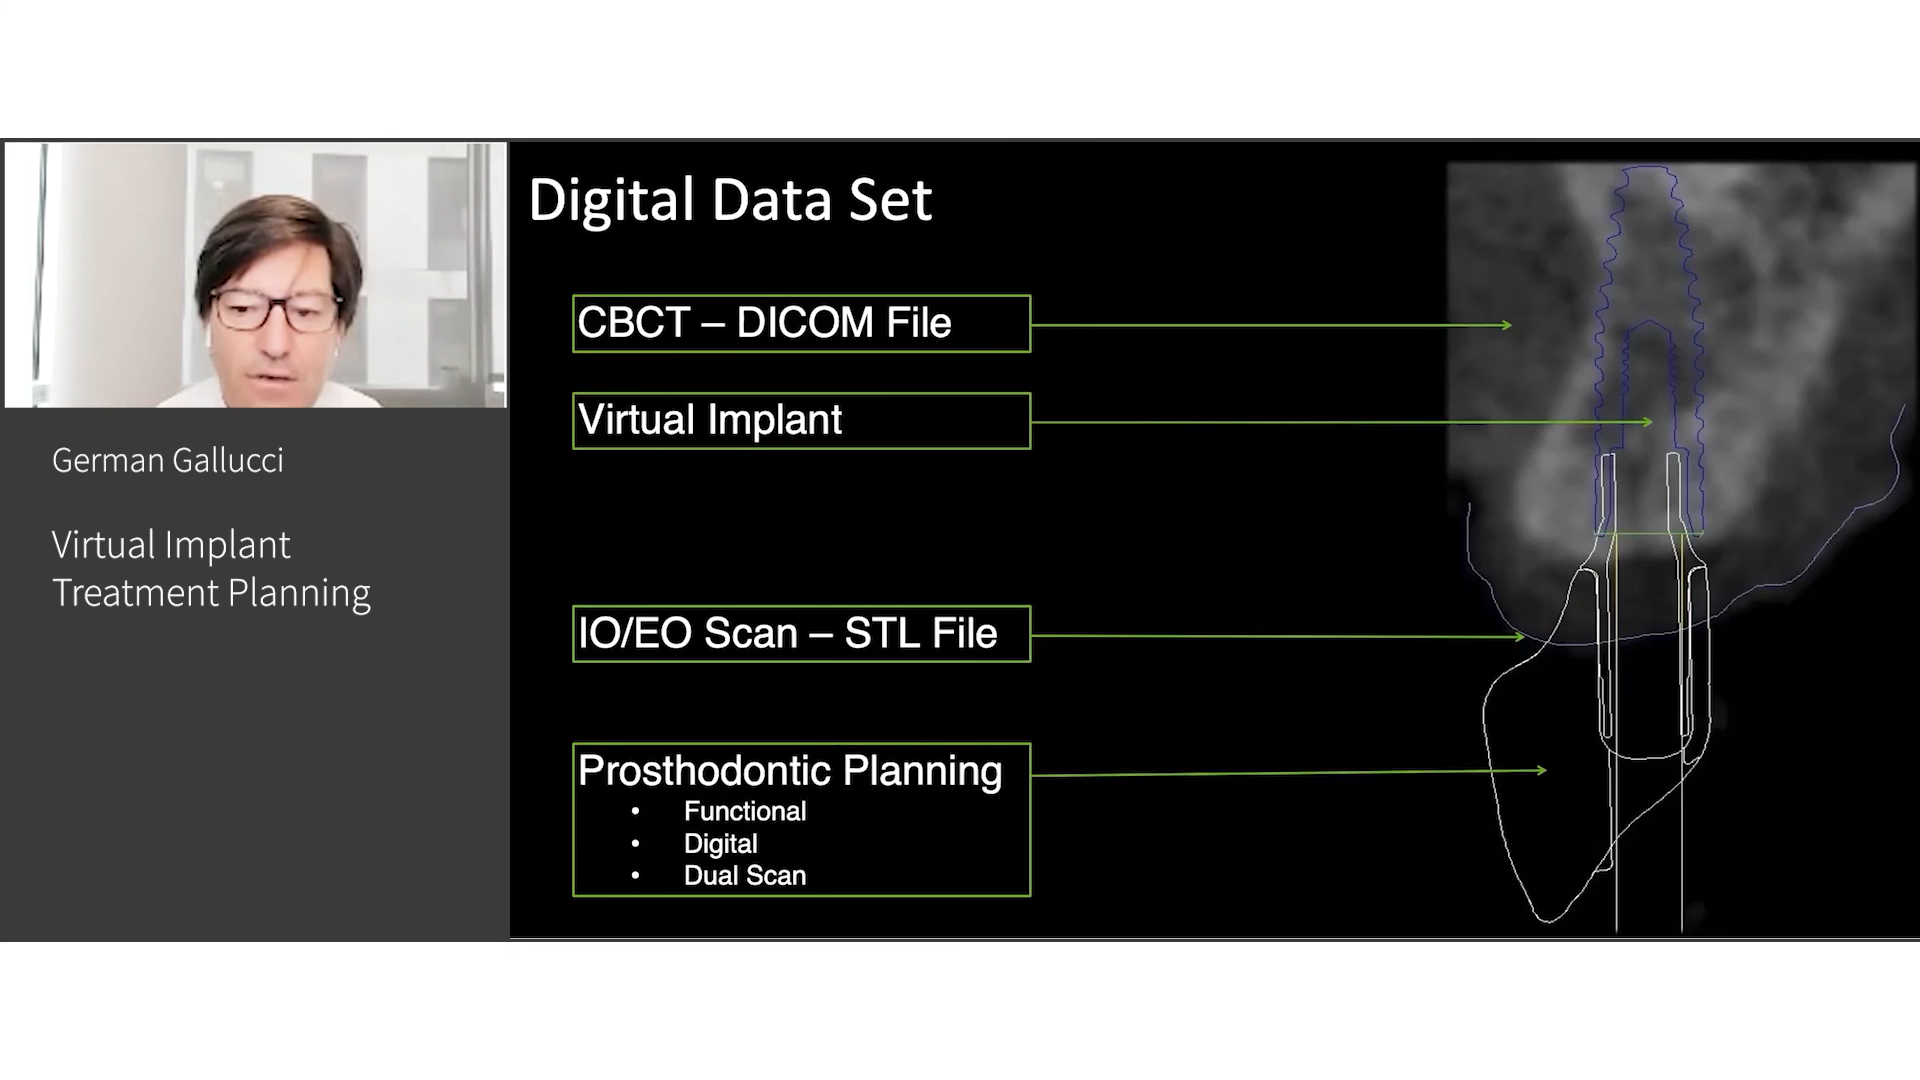 German Gallucci
Virtual Implant
Treatment Planning
Digital Data Set
CBCT – DICOM File
Virtual Implant
IO/EO Scan – STL File
Prosthodontic Planning
• Functional
• Digital
• Dual Scan